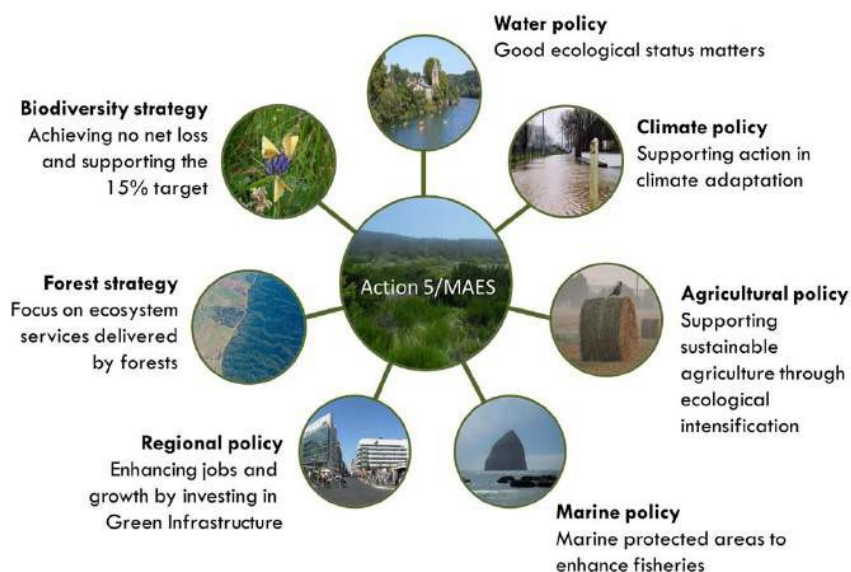 Water policy
Good ecological status matters
Climate policy
Supporting action in
climate adaptation
Agricultural policy
Supporting
sustainable
agriculture through
ecological
intensification
Marine policy
Marine protected areas to
enhance fisheries
Regional policy
Enhancing jobs and
growth by investing in
Green Infrastructure
Forest strategy
Focus on ecosystem
services delivered
by forests
Biodiversity strategy
Achieving no net loss
and supporting the
15% target
Action 5/MAES